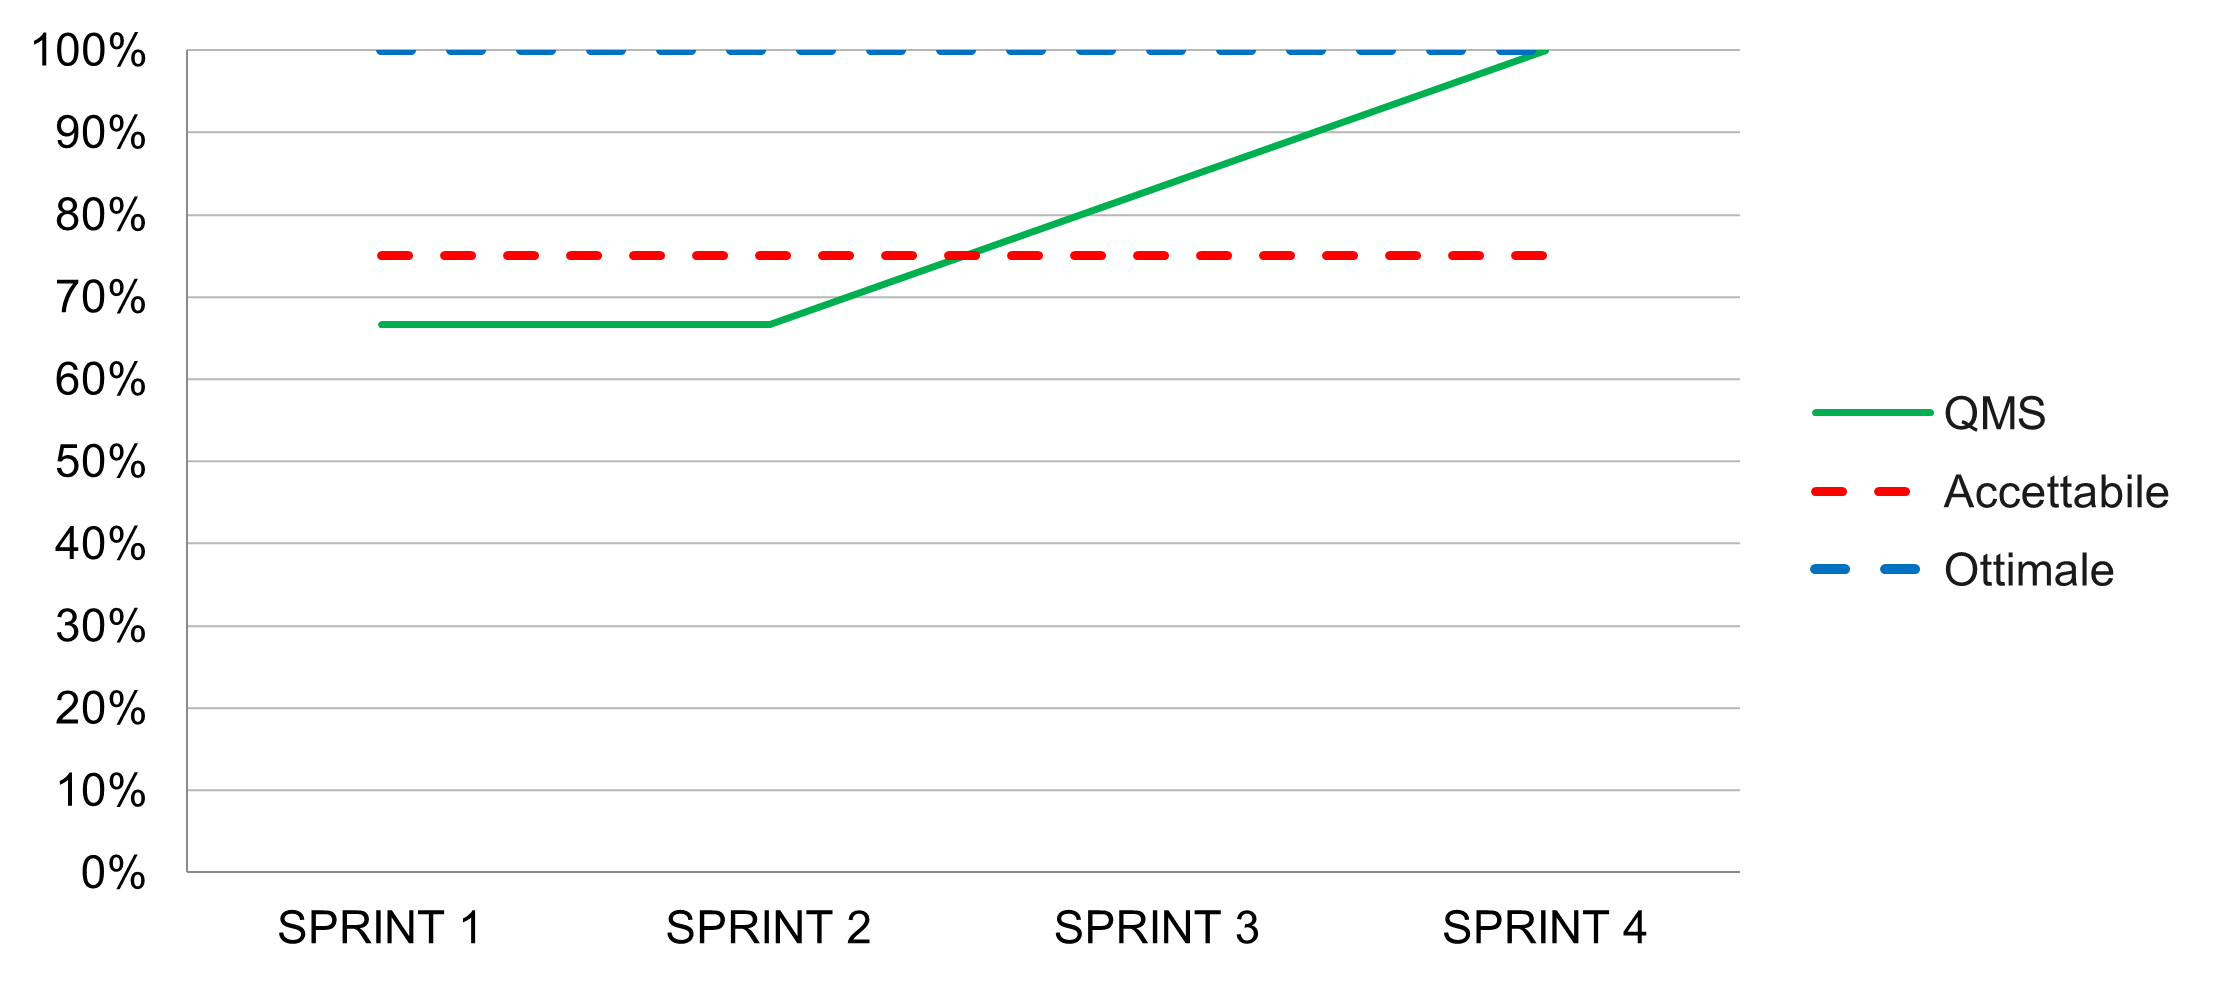 100%
90%
80%
70%
60%
50%
40%
30%
20%
10%
0%
SPRINT 1
SPRINT 2
SPRINT 3
SPRINT 4
QMS
Accettabile
Ottimale